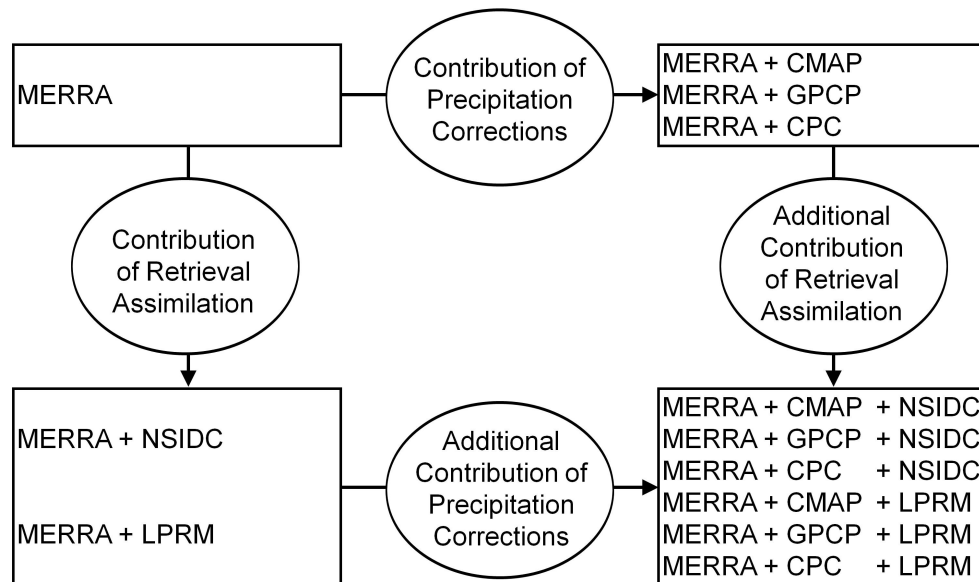 MERRA
Contribution of
Precipitation
Corrections
MERRA + CMAP
MERRA + GPCP
MERRA + CPC
Contribution
of Retrieval
Assimilation
Additional
Contribution
of Retrieval
Assimilation
MERRA + NSIDC
MERRA + LPRM
Additional
Contribution of
Precipitation
Corrections
MERRA + CMAP + NSIDC
MERRA + GPCP + NSIDC
MERRA + CPC + NSIDC
MERRA + CMAP + LPRM
MERRA + GPCP + LPRM
MERRA + CPC + LPRM